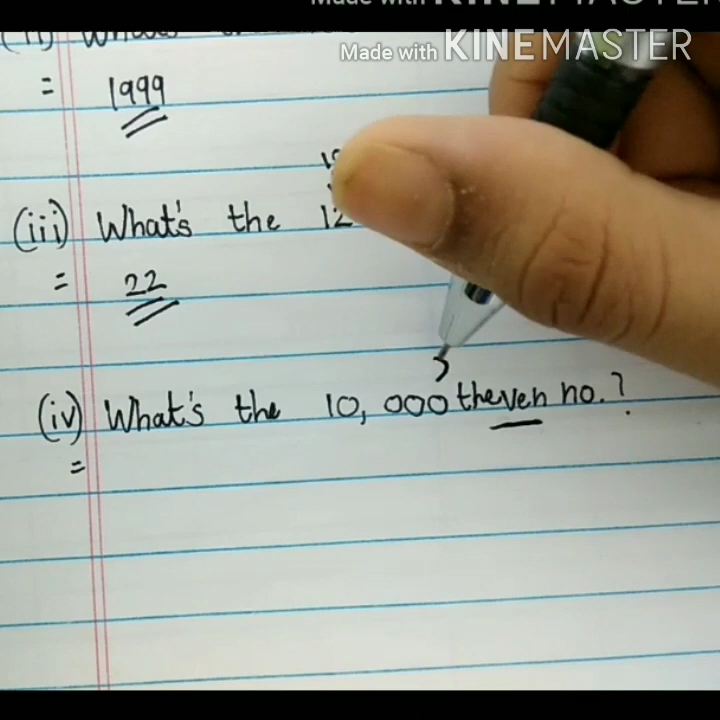 Made with KINEMASTER
= 1999
(iii) What's the 12
= 22
(iv) What's the 10,000 th even no.?
=